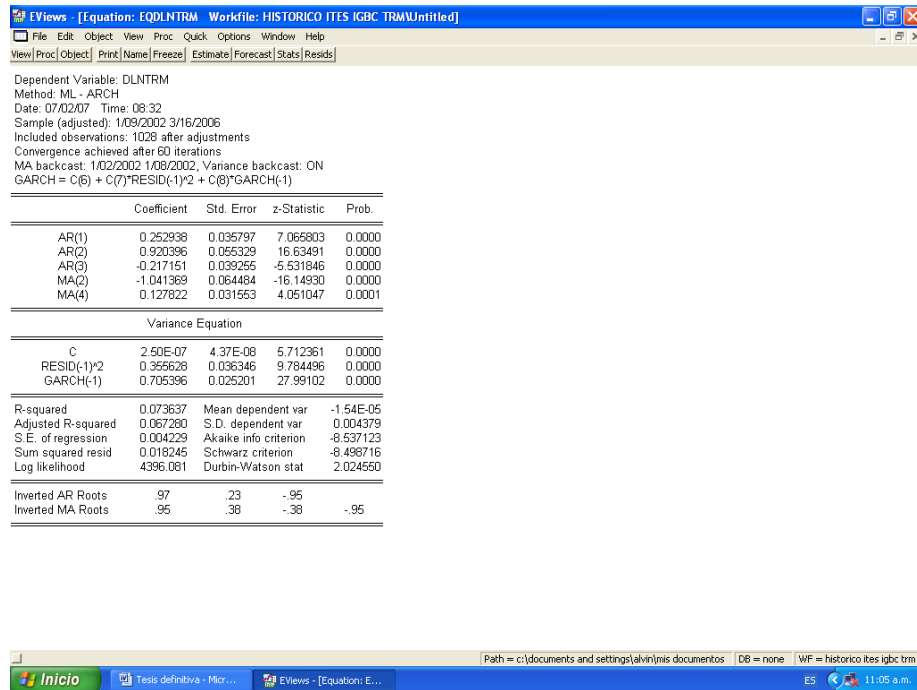 EViews - [Equation: EQDLNTRM Workfile: HISTORICO ITES IGBC TRM\Untitled]
File Edit Object View Proc Quick Options Window Help
View Proc Object Print Name Freeze Estimate Forecast Stats Resids
Dependent Variable: DLNTRM
Method: ML - ARCH
Date: 07/02/07 Time: 08:32
Sample (adjusted): 1/09/2002 3/16/2006
Included observations: 1028 after adjustments
Convergence achieved after 60 iterations
MA backcast: 1/02/2002 1/08/2002, Variance backcast: ON
GARCH = C(6) + C(7)*RESID(-1)^2 + C(8)*GARCH(-1)
Coefficient Std. Error z-Statistic Prob.
AR(1) 0.252938 0.035797 7.065803 0.0000
AR(2) 0.920396 0.055329 16.63491 0.0000
AR(3) -0.217151 0.039255 -5.531846 0.0000
MA(2) -1.041369 0.064484 -16.14930 0.0000
MA(4) 0.127822 0.031553 4.051047 0.0001
Variance Equation
C 2.50E-07 4.37E-08 5.712361 0.0000
RESID(-1)^2 0.355628 0.036346 9.784496 0.0000
GARCH(-1) 0.705396 0.025201 27.99102 0.0000
R-squared 0.073637 Mean dependent var -1.54E-05
Adjusted R-squared 0.067280 S.D. dependent var 0.004379
S.E. of regression 0.004229 Akaike info criterion -8.537123
Sum squared resid 0.018245 Schwarz criterion -8.498716
Log likelihood 4396.081 Durbin-Watson stat 2.024550
Inverted AR Roots .97 .23 -.95
Inverted MA Roots .95 .38 -.38 -.95
Path = c:\documents and settings\alvin\mis documentos DB = none WF = historico ites igbc trm
Inicio Tesis definitiva - Micr... EViews - [Equation: E... ES 11:05 a.m.